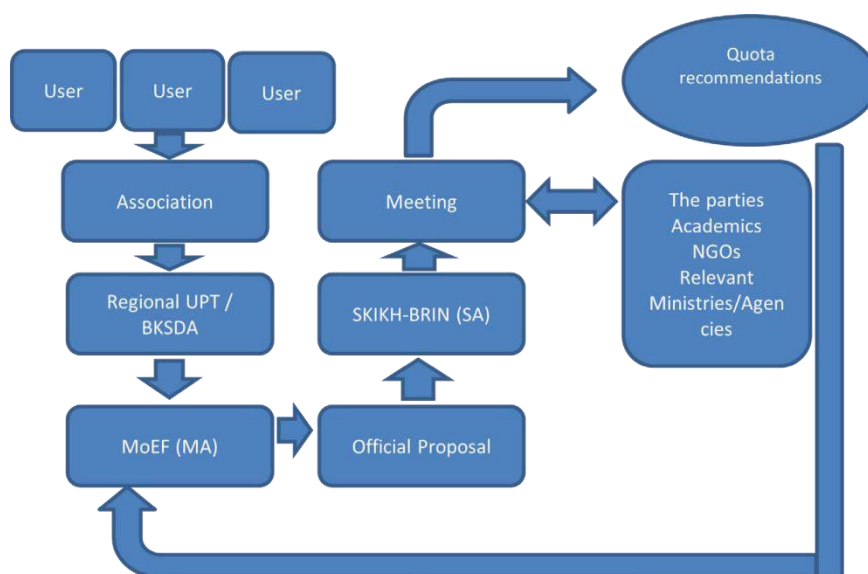 User
User
User
Quota
recommendations
Association
Meeting
The parties
Academics
NGOs
Relevant
Ministries/Agen
cies
Regional UPT /
BKSDA
SKIKH-BRIN (SA)
MoEF (MA)
Official Proposal